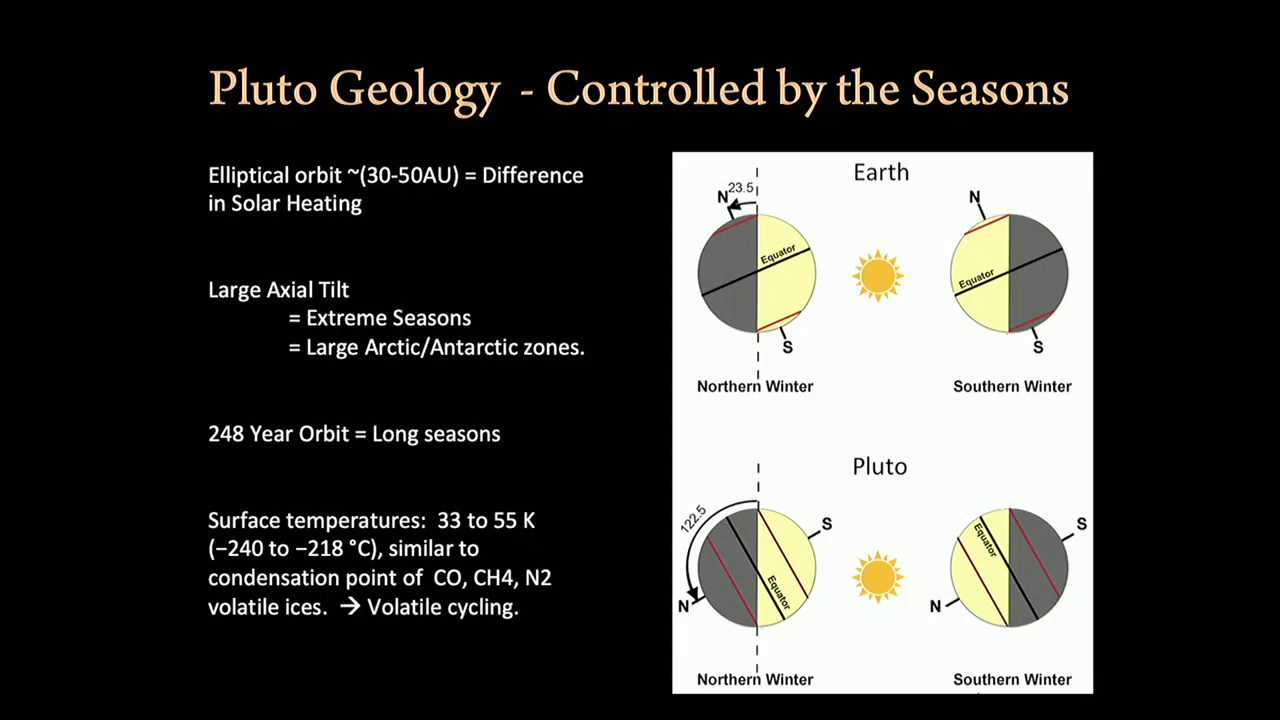 Pluto Geology - Controlled by the Seasons
Elliptical orbit ~(30-50AU) = Difference
in Solar Heating
Large Axial Tilt
= Extreme Seasons
= Large Arctic/Antarctic zones.
248 Year Orbit = Long seasons
Surface temperatures: 33 to 55 K
(−240 to −218 °C), similar to
condensation point of CO, CH4, N2
volatile ices. → Volatile cycling.
Earth
23.5
N
Equator
S
Northern Winter
N
Equator
S
Southern Winter
Pluto
122.5
S
Equator
N
Northern Winter
S
Equator
N
Southern Winter